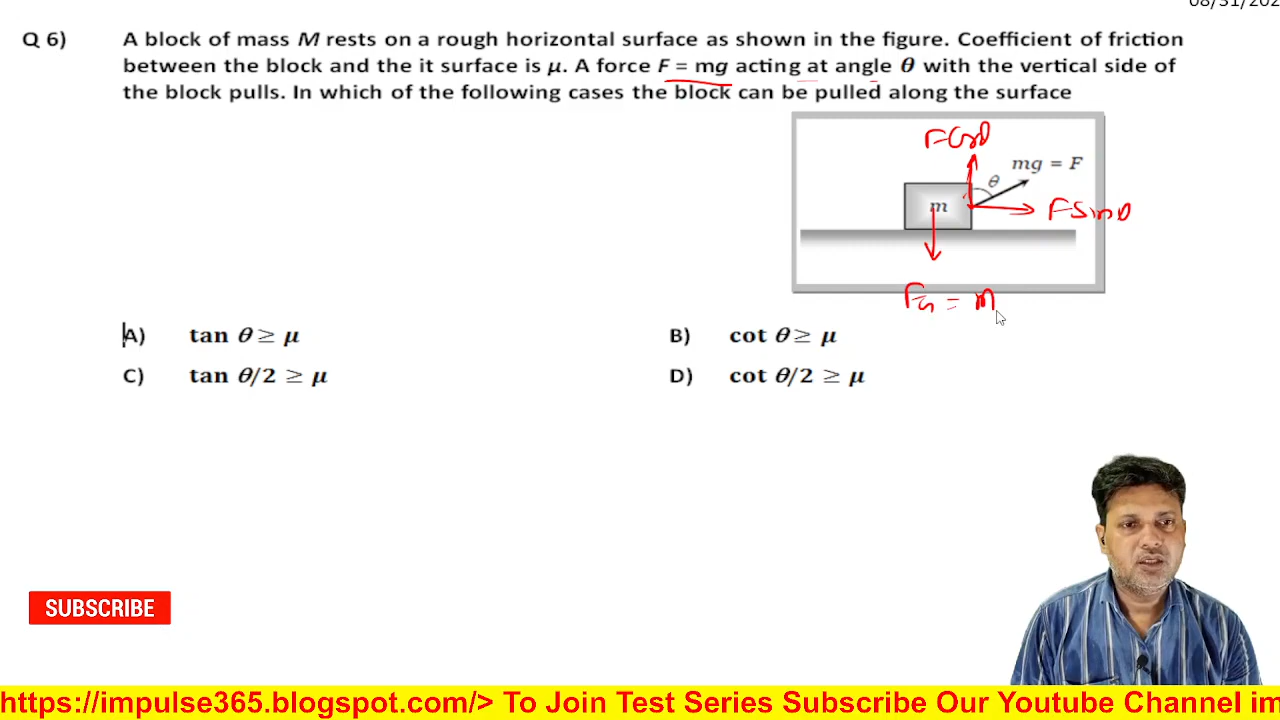 08/31/202
Q 6) A block of mass M rests on a rough horizontal surface as shown in the figure. Coefficient of friction
between the block and the it surface is μ. A force F = mg acting at angle θ with the vertical side of
the block pulls. In which of the following cases the block can be pulled along the surface
Fcosθ
mg = F
θ
m
Fsinθ
= m
A) tan θ ≥ μ B) cot θ ≥ μ
C) tan θ/2 ≥ μ D) cot θ/2 ≥ μ
SUBSCRIBE
https://impulse365.blogspot.com/> To Join Test Series Subscribe Our Youtube Channel im